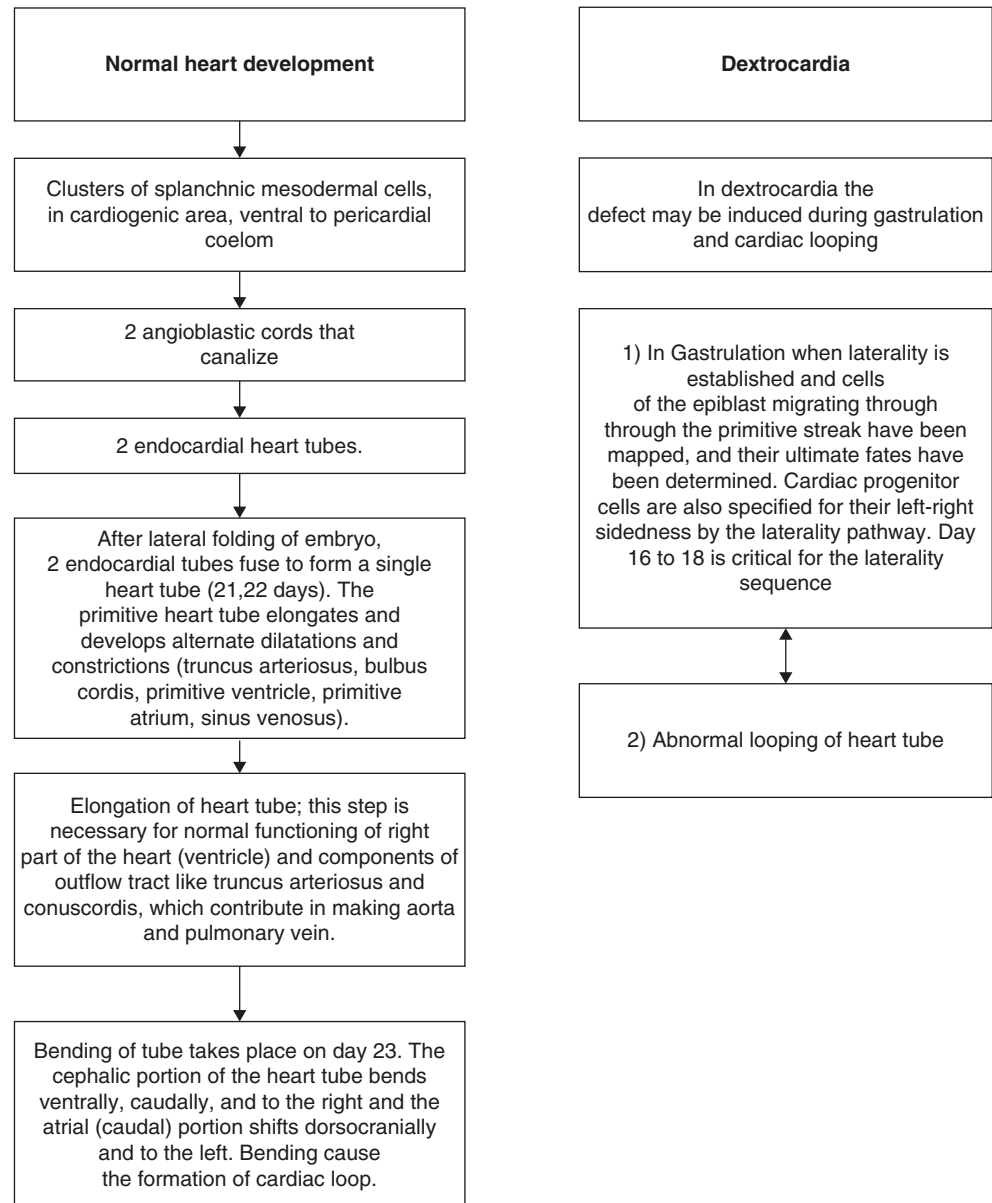 Normal heart development
Clusters of splanchnic mesodermal cells,
in cardiogenic area, ventral to pericardial
coelom
2 angioblastic cords that
canalize
2 endocardial heart tubes.
After lateral folding of embryo,
2 endocardial tubes fuse to form a single
heart tube (21,22 days). The
primitive heart tube elongates and
develops alternate dilatations and
constrictions (truncus arteriosus, bulbus
cordis, primitive ventricle, primitive
atrium, sinus venosus).
Elongation of heart tube; this step is
necessary for normal functioning of right
part of the heart (ventricle) and components of
outflow tract like truncus arteriosus and
conuscordis, which contribute in making aorta
and pulmonary vein.
Bending of tube takes place on day 23. The
cephalic portion of the heart tube bends
ventrally, caudally, and to the right and the
atrial (caudal) portion shifts dorsocranially
and to the left. Bending cause
the formation of cardiac loop.
Dextrocardia
In dextrocardia the
defect may be induced during gastrulation
and cardiac looping
1) In Gastrulation when laterality is
established and cells
of the epiblast migrating through
through the primitive streak have been
mapped, and their ultimate fates have
been determined. Cardiac progenitor
cells are also specified for their left-right
sidedness by the laterality pathway. Day
16 to 18 is critical for the laterality
sequence
2) Abnormal looping of heart tube